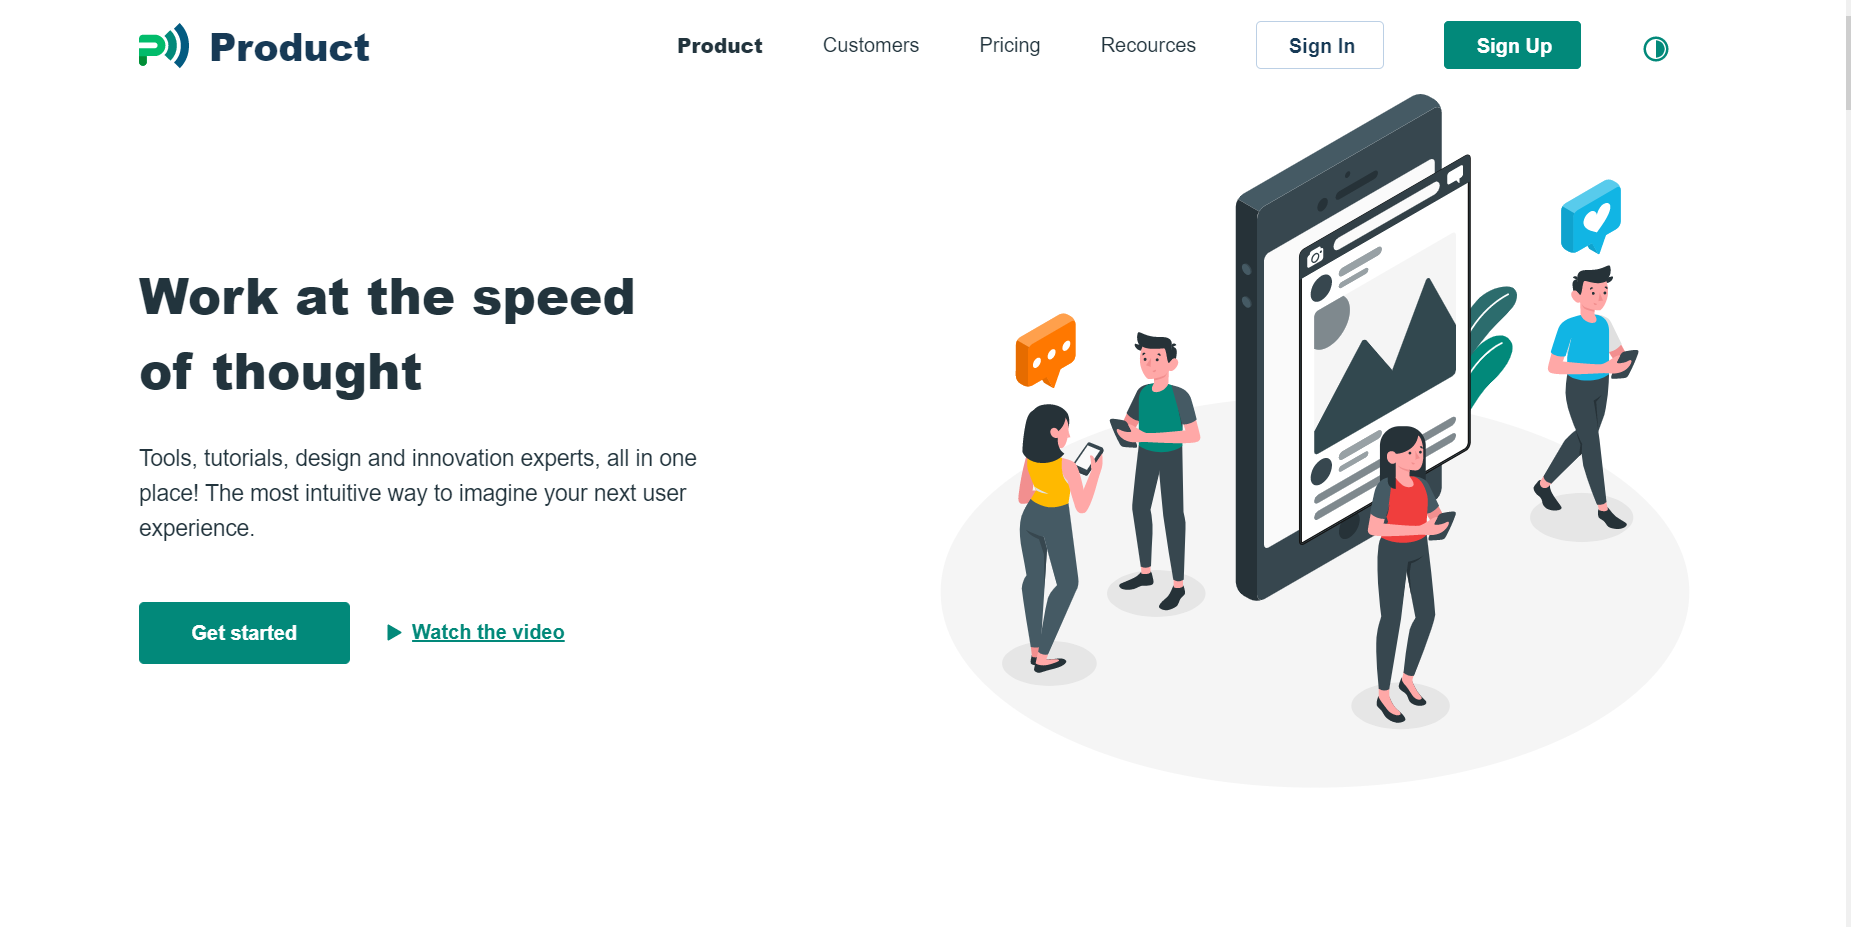 Product
Product Customers Pricing Recources Sign In Sign Up
Work at the speed
of thought
Tools, tutorials, design and innovation experts, all in one
place! The most intuitive way to imagine your next user
experience.
Get started Watch the video